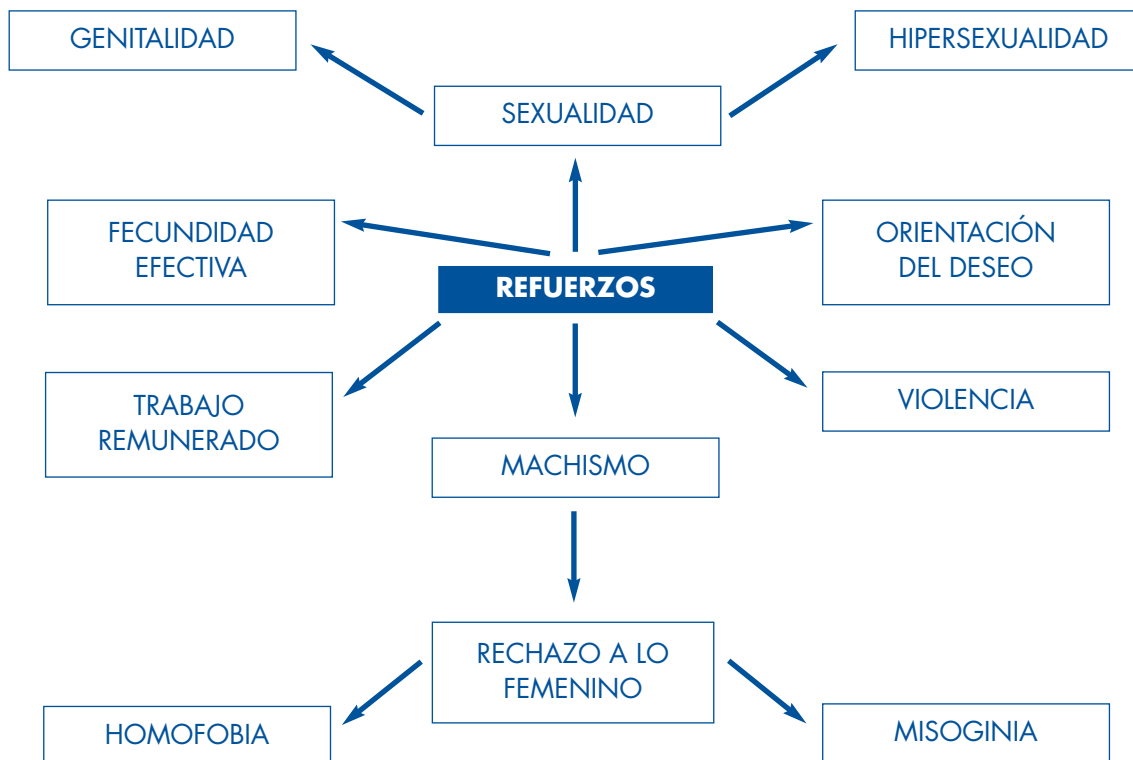 GENITALIDAD
HIPERSEXUALIDAD
SEXUALIDAD
FECUNDIDAD
EFECTIVA
ORIENTACIÓN
DEL DESEO
REFUERZOS
TRABAJO
REMUNERADO
VIOLENCIA
MACHISMO
RECHAZO A LO
FEMENINO
HOMOFOBIA
MISOGINIA